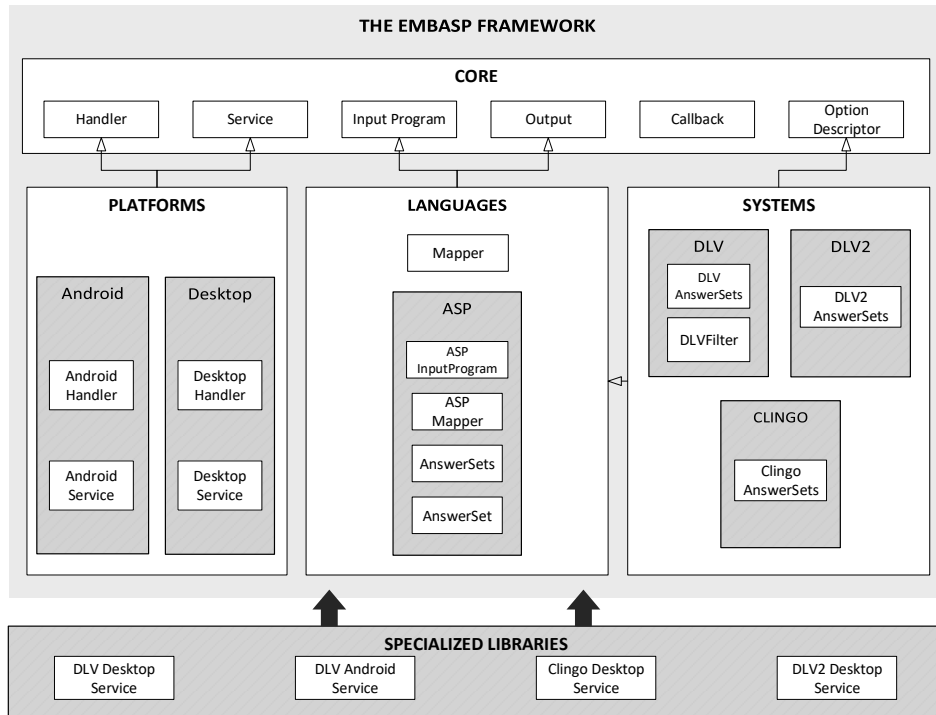 THE EMBASP FRAMEWORK
CORE
Handler
Service
Input Program
Output
Callback
Option
Descriptor
PLATFORMS
Android
Android
Handler
Android
Service
Desktop
Desktop
Handler
Desktop
Service
LANGUAGES
Mapper
ASP
ASP
InputProgram
ASP
Mapper
AnswerSets
AnswerSet
SYSTEMS
DLV
DLV
AnswerSets
DLVFilter
DLV2
DLV2
AnswerSets
CLINGO
Clingo
AnswerSets
SPECIALIZED LIBRARIES
DLV Desktop
Service
DLV Android
Service
Clingo Desktop
Service
DLV2 Desktop
Service